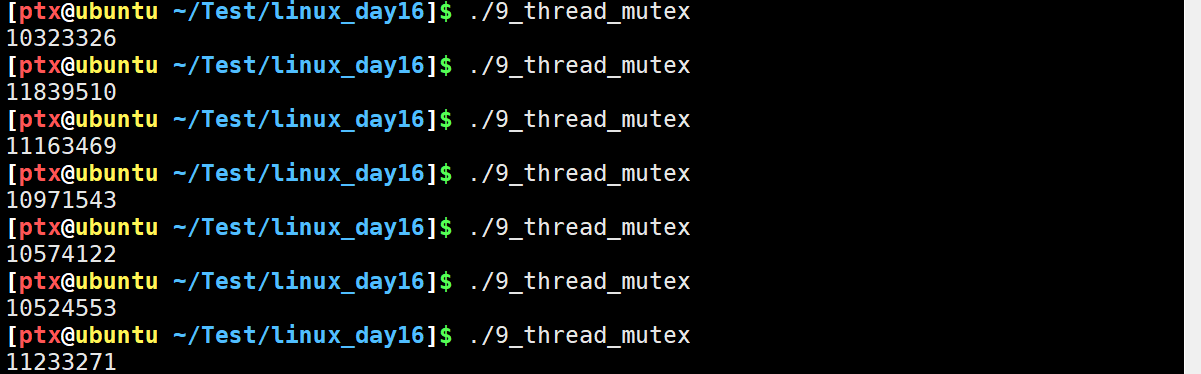 [ptx@ubuntu ~/Test/linux_day16]$ ./9_thread_mutex
10323326
[ptx@ubuntu ~/Test/linux_day16]$ ./9_thread_mutex
11839510
[ptx@ubuntu ~/Test/linux_day16]$ ./9_thread_mutex
11163469
[ptx@ubuntu ~/Test/linux_day16]$ ./9_thread_mutex
10971543
[ptx@ubuntu ~/Test/linux_day16]$ ./9_thread_mutex
10574122
[ptx@ubuntu ~/Test/linux_day16]$ ./9_thread_mutex
10524553
[ptx@ubuntu ~/Test/linux_day16]$ ./9_thread_mutex
11233271